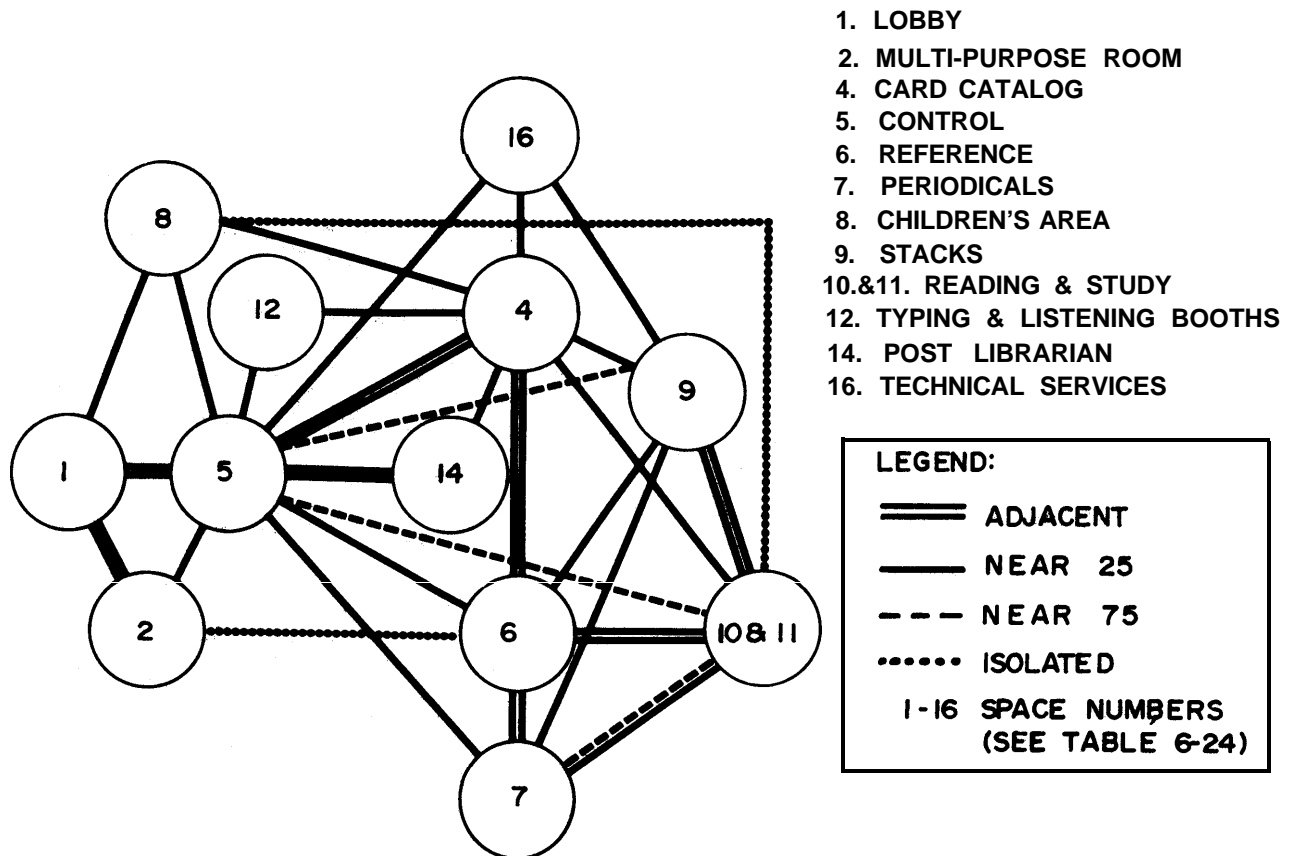 1. LOBBY
2. MULTI-PURPOSE ROOM
4. CARD CATALOG
5. CONTROL
6. REFERENCE
7. PERIODICALS
8. CHILDREN'S AREA
9. STACKS
10.&11. READING & STUDY
12. TYPING & LISTENING BOOTHS
14. POST LIBRARIAN
16. TECHNICAL SERVICES
16
8
12
4
9
1
5
14
2
6
10& 11
7
LEGEND:
ADJACENT
NEAR 25
NEAR 75
ISOLATED
1-16 SPACE NUMBERS
(SEE TABLE 6-24)